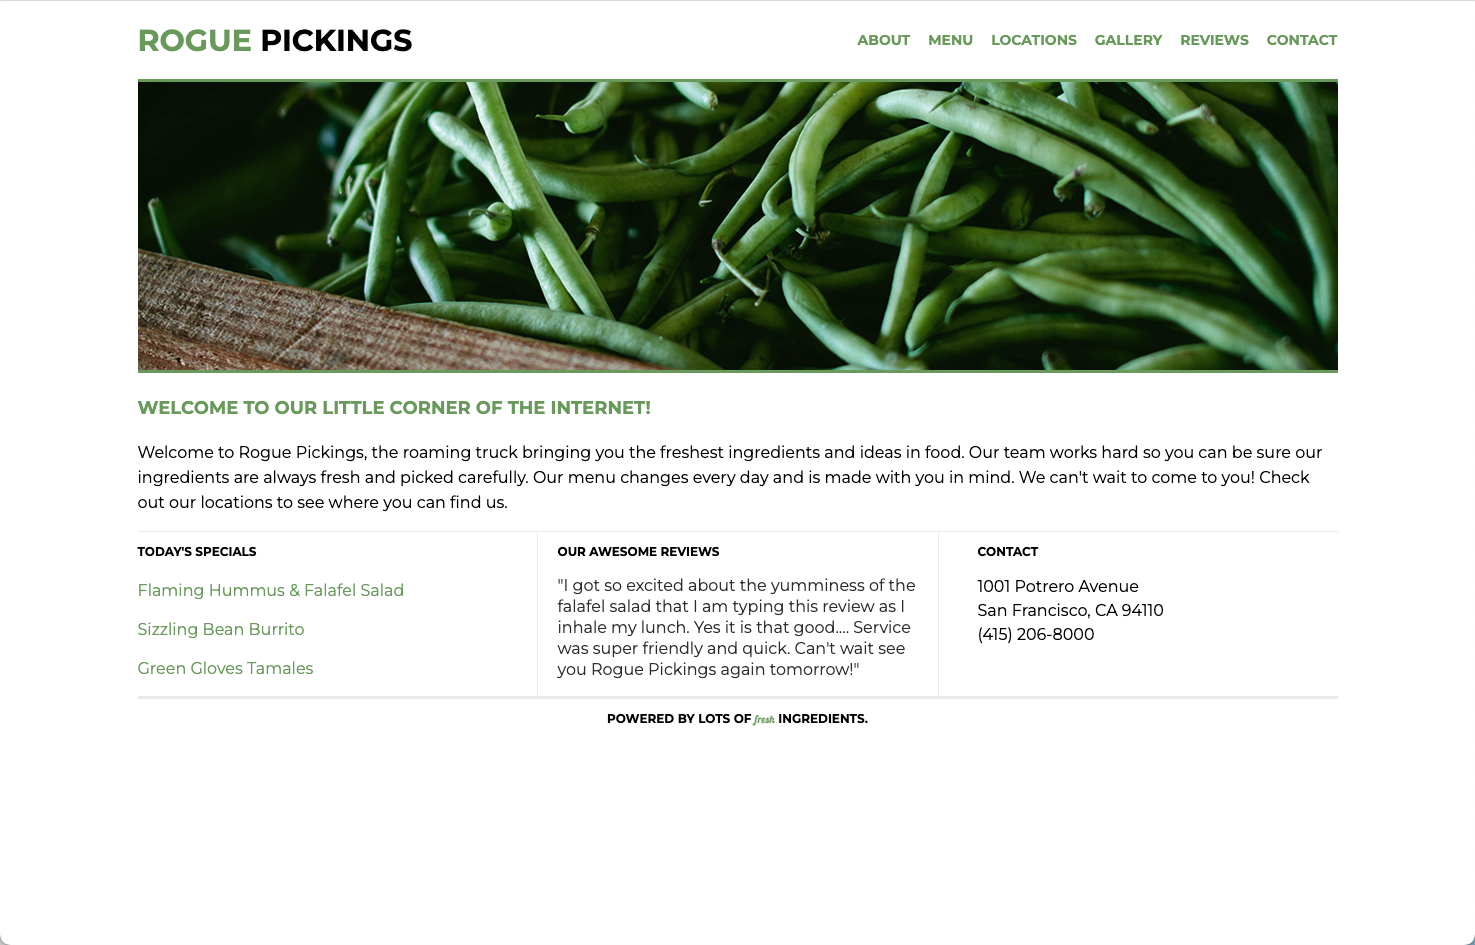 ROGUE PICKINGS
ABOUT MENU LOCATIONS GALLERY REVIEWS CONTACT
WELCOME TO OUR LITTLE CORNER OF THE INTERNET!
Welcome to Rogue Pickings, the roaming truck bringing you the freshest ingredients and ideas in food. Our team works hard so you can be sure our
ingredients are always fresh and picked carefully. Our menu changes every day and is made with you in mind. We can't wait to come to you! Check
out our locations to see where you can find us.
TODAY'S SPECIALS
Flaming Hummus & Falafel Salad
Sizzling Bean Burrito
Green Gloves Tamales
OUR AWESOME REVIEWS
"I got so excited about the yumminess of the
falafel salad that I am typing this review as I
inhale my lunch. Yes it is that good.... Service
was super friendly and quick. Can't wait see
you Rogue Pickings again tomorrow!"
CONTACT
1001 Potrero Avenue
San Francisco, CA 94110
(415) 206-8000
POWERED BY LOTS OF fresh INGREDIENTS.